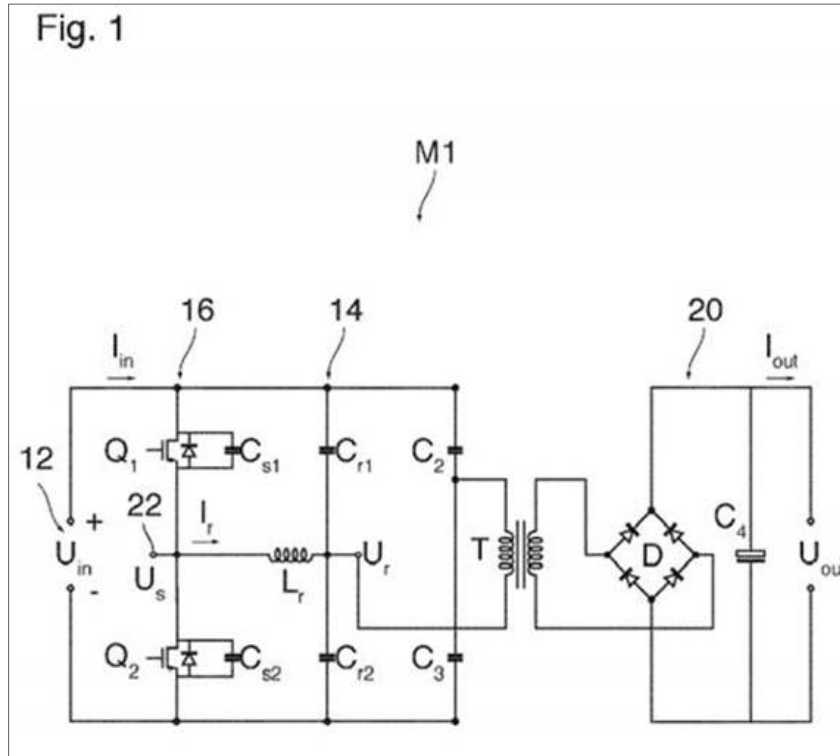 Fig. 1
M1
16
14
20
I_in
I_out
Q_1
C_s1
C_r1
C_2
12
+
22
I_r
C_4
U_in
U_s
L_r
U_r
T
D
U_ou
-
Q_2
C_s2
C_r2
C_3